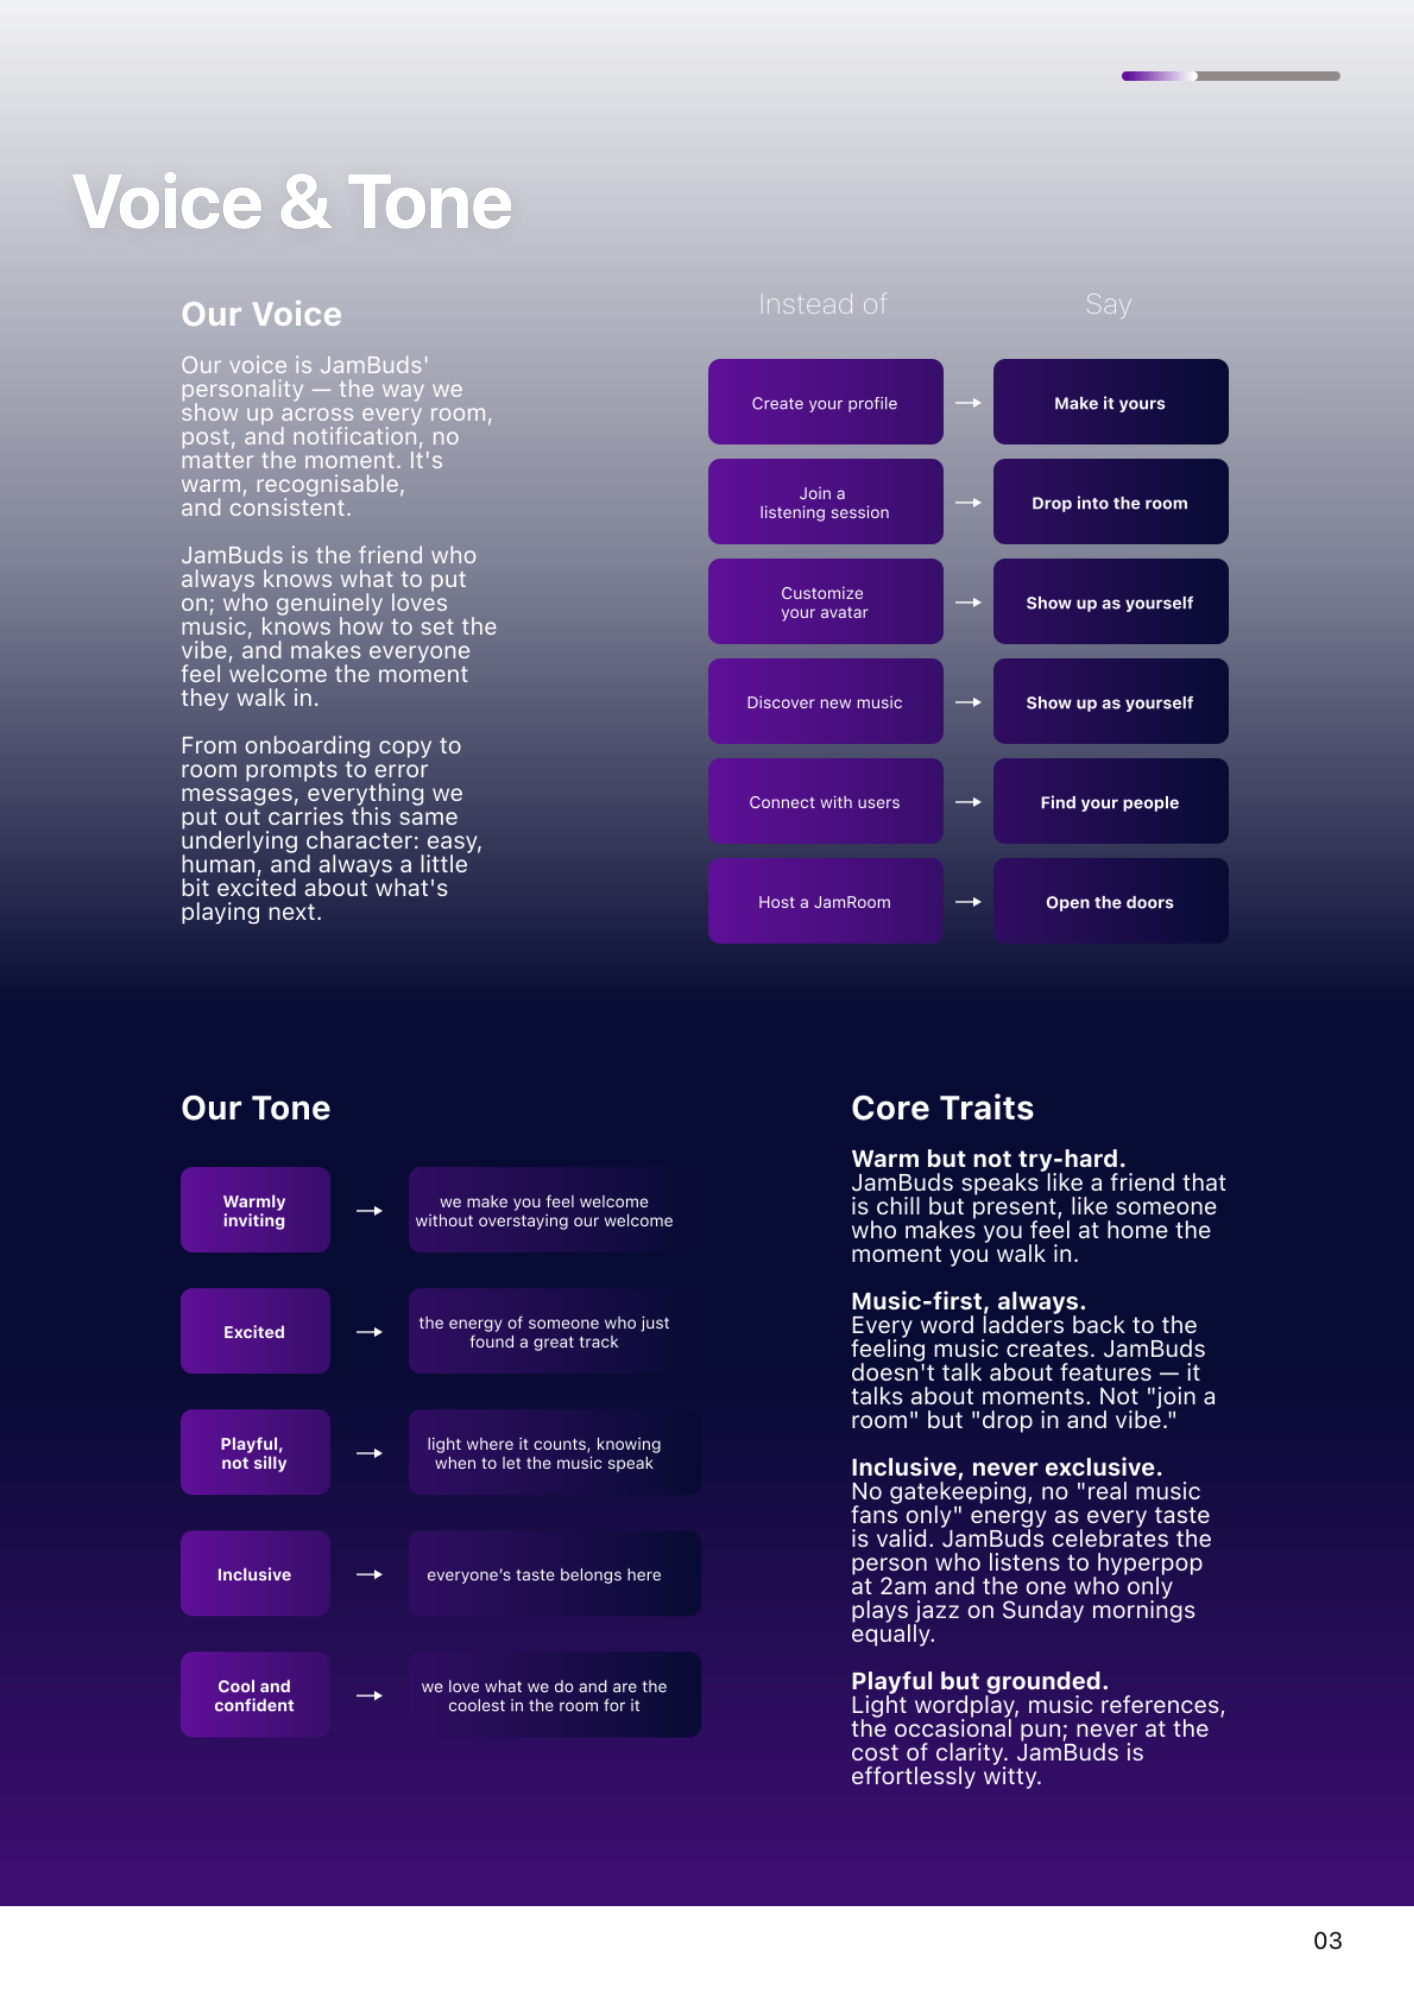 Voice & Tone
Our Voice
Our voice is JamBuds'
personality — the way we
show up across every room,
post, and notification, no
matter the moment. It's
warm, recognisable,
and consistent.
JamBuds is the friend who
always knows what to put
on; who genuinely loves
music, knows how to set the
vibe, and makes everyone
feel welcome the moment
they walk in.
From onboarding copy to
room prompts to error
messages, everything we
put out carries this same
underlying character: easy,
human, and always a little
bit excited about what's
playing next.
Instead of
Say
Create your profile
Make it yours
Join a
listening session
Drop into the room
Customize
your avatar
Show up as yourself
Discover new music
Show up as yourself
Connect with users
Find your people
Host a JamRoom
Open the doors
Our Tone
Warmly
inviting
we make you feel welcome
without overstaying our welcome
Excited
the energy of someone who just
found a great track
Playful,
not silly
light where it counts, knowing
when to let the music speak
Inclusive
everyone’s taste belongs here
Cool and
confident
we love what we do and are the
coolest in the room for it
Core Traits
Warm but not try-hard.
JamBuds speaks like a friend that
is chill but present, like someone
who makes you feel at home the
moment you walk in.
Music-first, always.
Every word ladders back to the
feeling music creates. JamBuds
doesn't talk about features — it
talks about moments. Not "join a
room" but "drop in and vibe."
Inclusive, never exclusive.
No gatekeeping, no "real music
fans only" energy as every taste
is valid. JamBuds celebrates the
person who listens to hyperpop
at 2am and the one who only
plays jazz on Sunday mornings
equally.
Playful but grounded.
Light wordplay, music references,
the occasional pun; never at the
cost of clarity. JamBuds is
effortlessly witty.
03